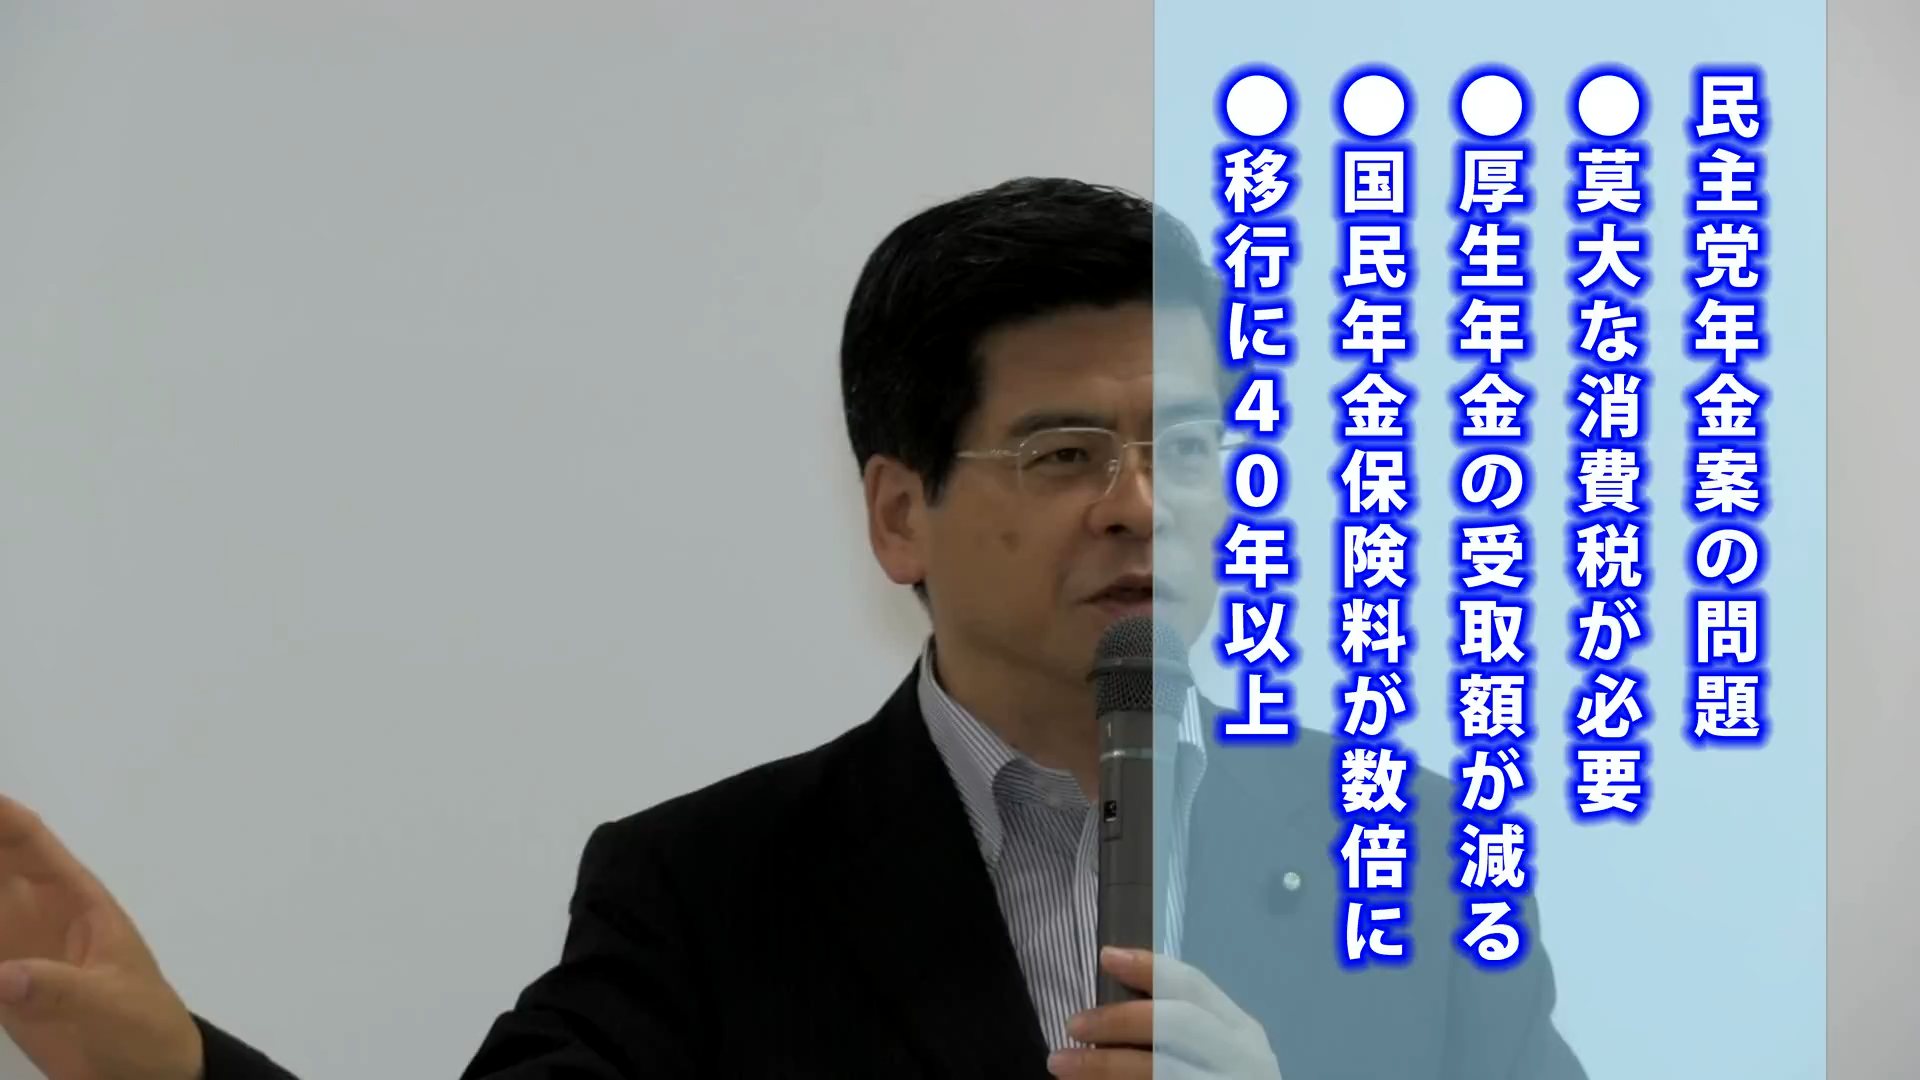 民主党年金案の問題
●莫大な消費税が必要
●厚生年金の受取額が減る
●国民年金保険料が数倍に
●移行に40年以上